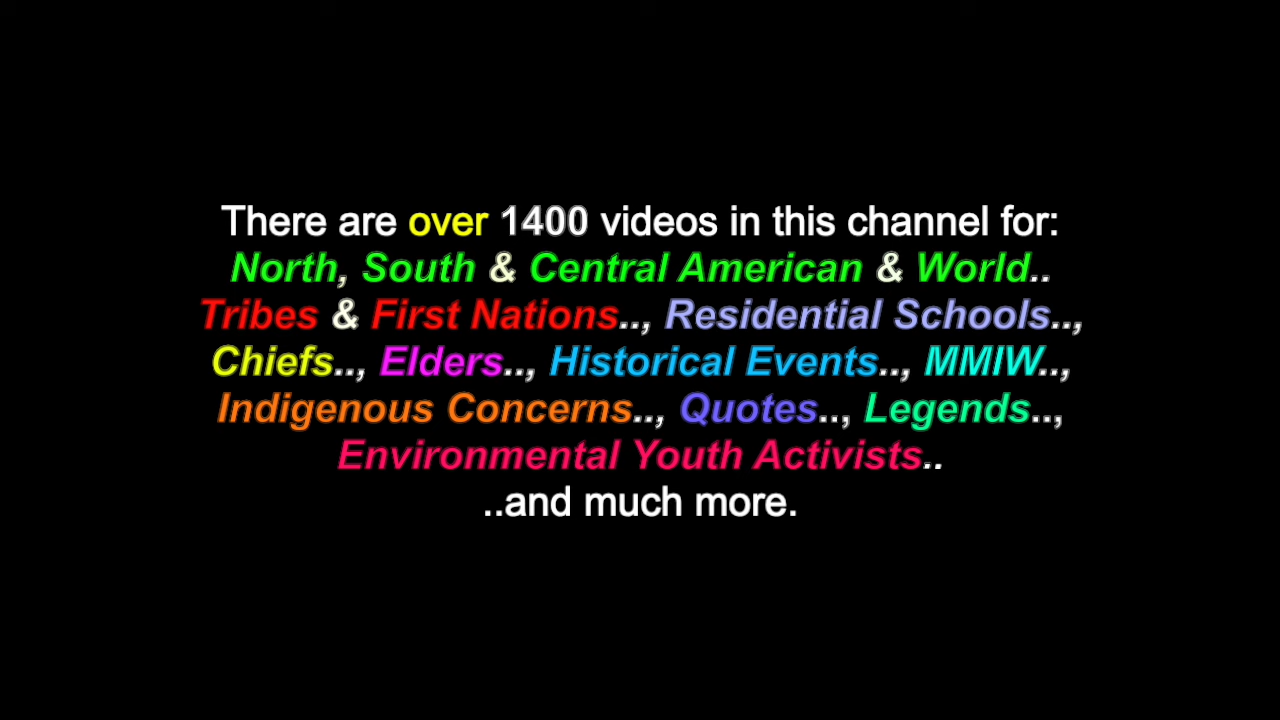 There are over 1400 videos in this channel for:
North, South & Central American & World..
Tribes & First Nations.., Residential Schools..,
Chiefs.., Elders.., Historical Events.., MMIW..,
Indigenous Concerns.., Quotes.., Legends..,
Environmental Youth Activists..
..and much more.